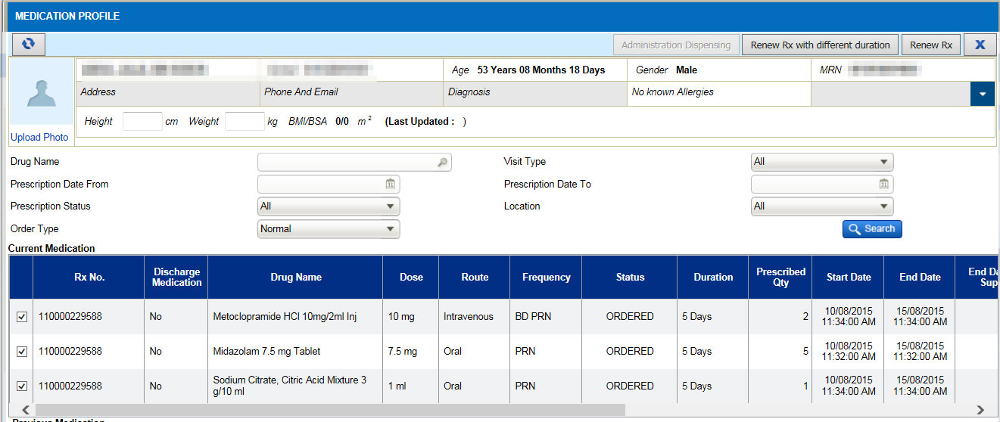 MEDICATION PROFILE
Administration Dispensing Renew Rx with different duration Renew Rx X
Age 53 Years 08 Months 18 Days Gender Male MRN
Address Phone And Email Diagnosis No known Allergies
Height cm Weight kg BMI/BSA 0/0 m 2 (Last Updated : )
Upload Photo
Drug Name Visit Type All
Prescription Date From 31 Prescription Date To 31
Prescription Status All Location All
Order Type Normal Search
Current Medication
Rx No. Discharge Medication Drug Name Dose Route Frequency Status Duration Prescribed Qty Start Date End Date End Da Sup
110000229588 No Metoclopramide HCl 10mg/2ml Inj 10 mg Intravenous BD PRN ORDERED 5 Days 2 10/08/2015 11:34:00 AM 15/08/2015 11:34:00 AM
110000229588 No Midazolam 7.5 mg Tablet 7.5 mg Oral PRN ORDERED 5 Days 5 10/08/2015 11:32:00 AM 15/08/2015 11:32:00 AM
110000229588 No Sodium Citrate, Citric Acid Mixture 3 g/10 ml 1 ml Oral PRN ORDERED 5 Days 1 10/08/2015 11:34:00 AM 15/08/2015 11:34:00 AM